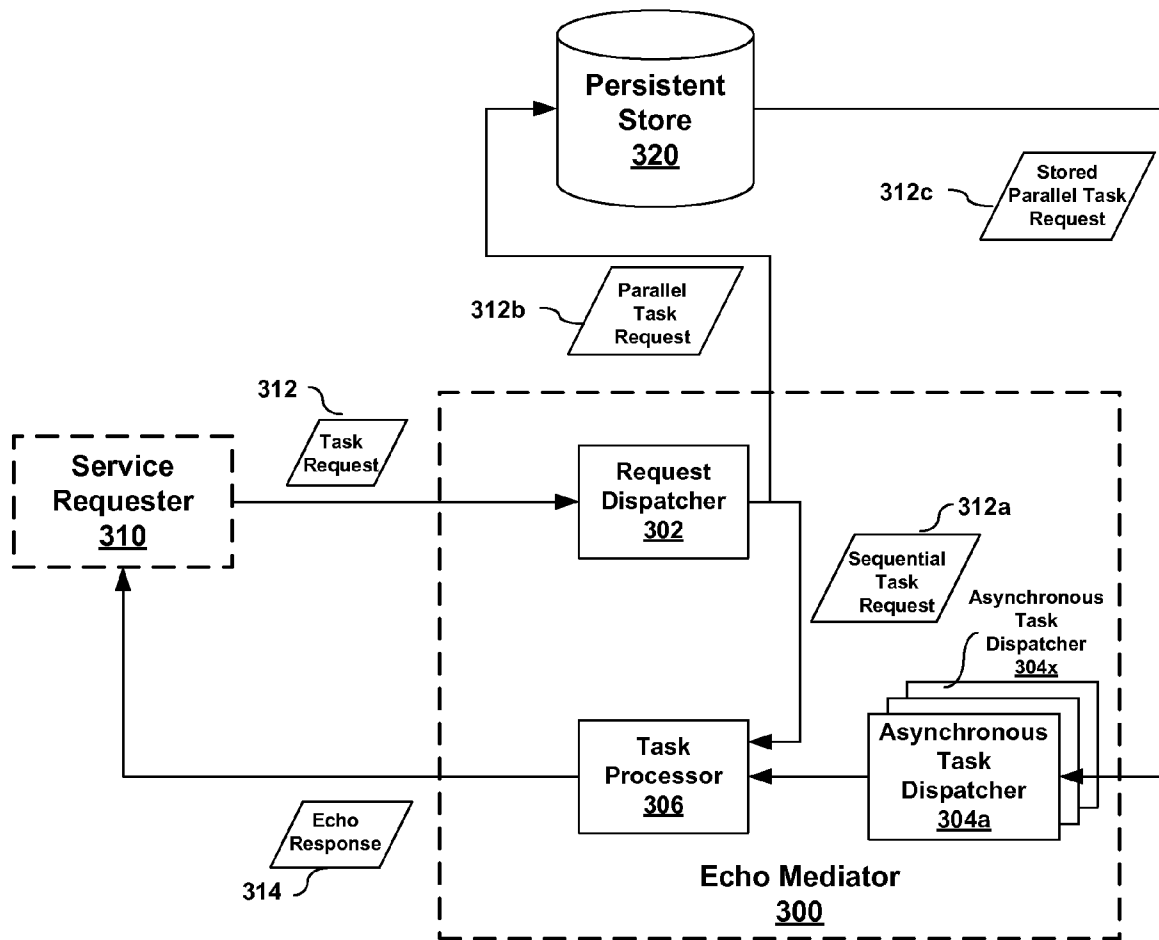 Persistent
Store
320
312c
Stored
Parallel Task
Request
312b
Parallel
Task
Request
312
Task
Request
Service
Requester
310
Request
Dispatcher
302
312a
Sequential
Task
Request
Asynchronous
Task
Dispatcher
304x
Task
Processor
306
Asynchronous
Task
Dispatcher
304a
Echo
Response
314
Echo Mediator
300